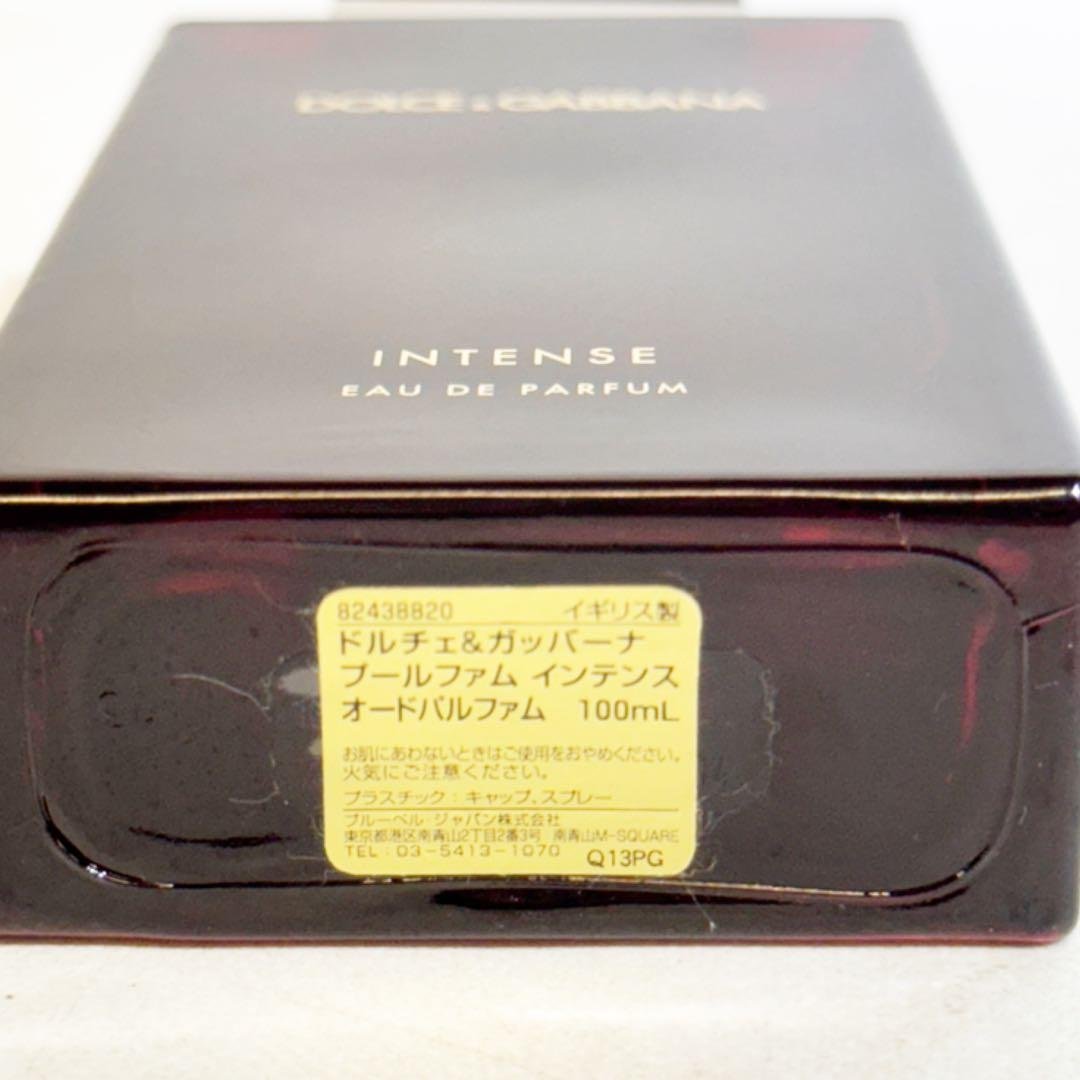 DOLCE & GABBANA
INTENSE
EAU DE PARFUM
82438820 イギリス製
ドルチェ&ガッバーナ
プールファム インテンス
オードパルファム 100mL
お肌にあわないときはご使用をおやめください。
火気にご注意ください。
プラスチック：キャップ、スプレー
ブルーベル・ジャパン株式会社
東京都港区南青山2丁目2番3号 南青山M-SQUARE
TEL：03-5413-1070 Q13PG